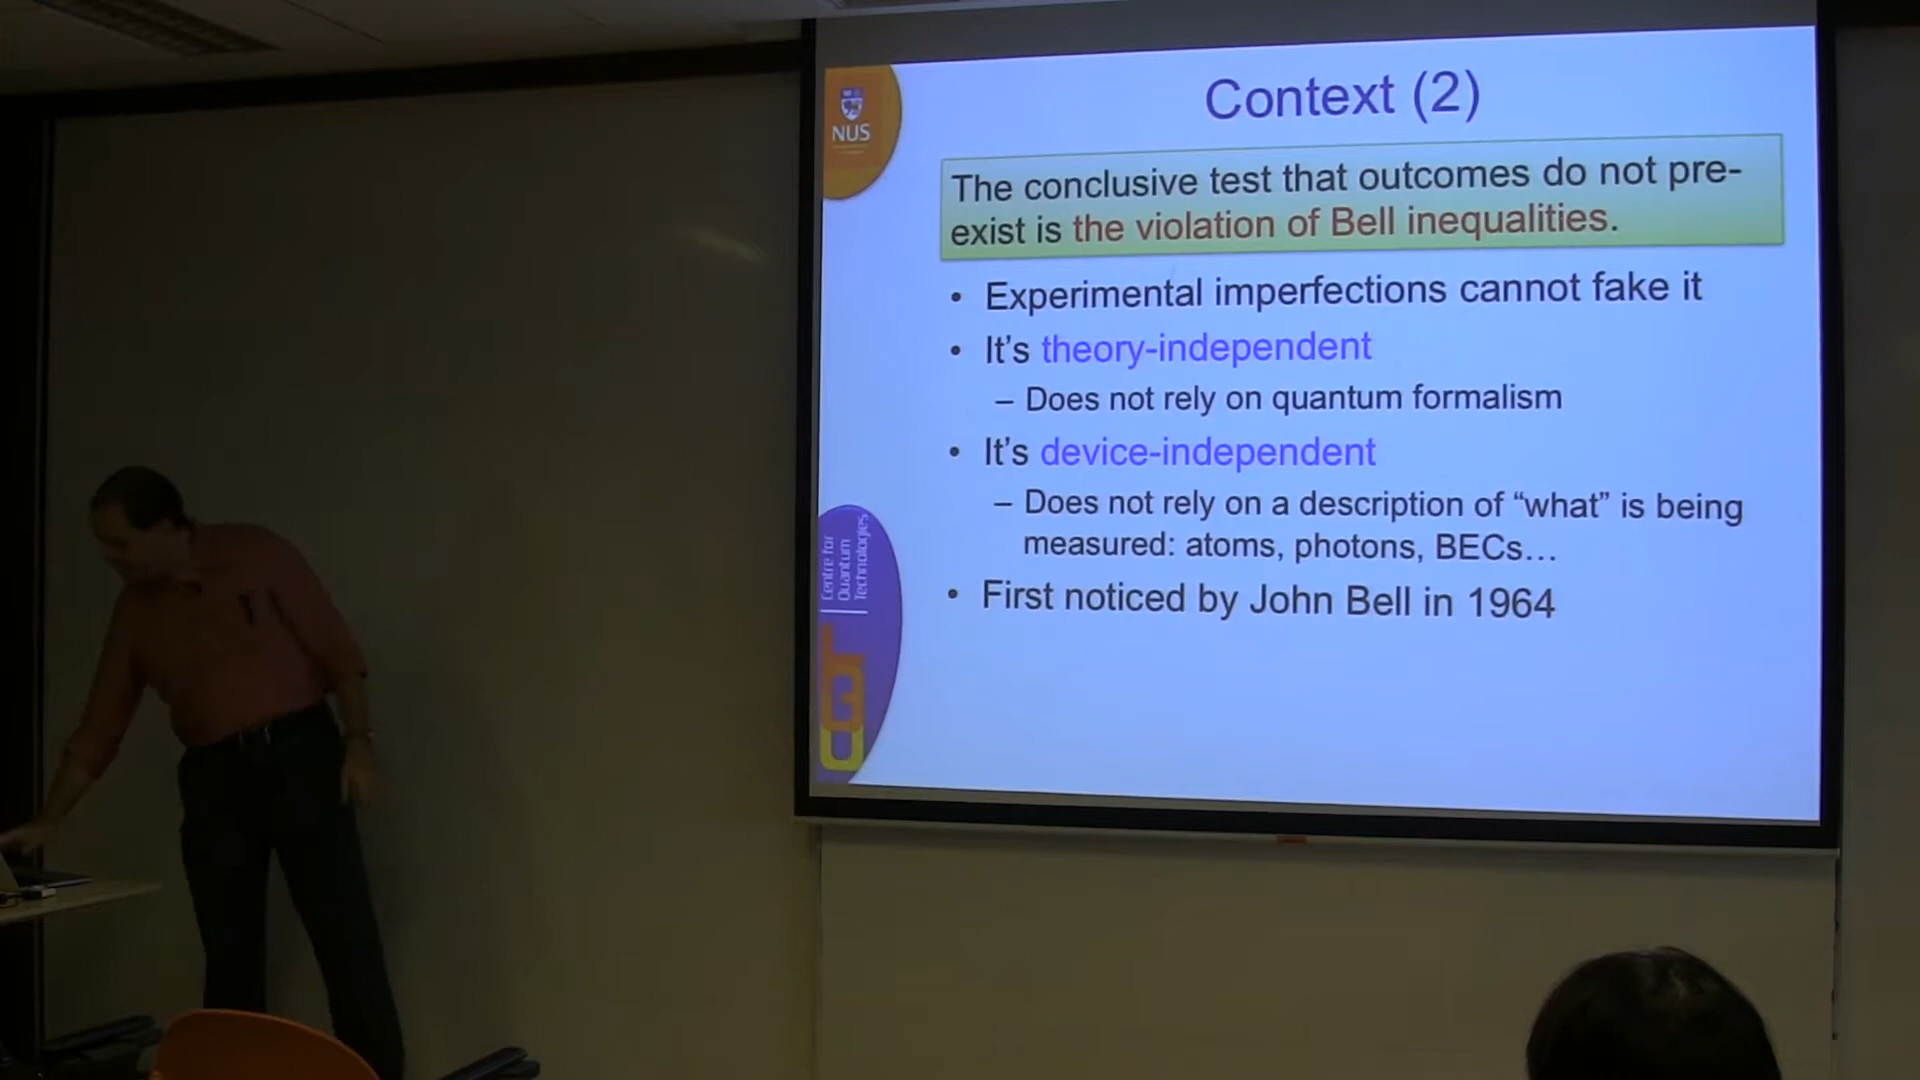 NUS
Context (2)
The conclusive test that outcomes do not pre-
exist is the violation of Bell inequalities.
• Experimental imperfections cannot fake it
• It’s theory-independent
– Does not rely on quantum formalism
• It’s device-independent
– Does not rely on a description of “what” is being
measured: atoms, photons, BECs…
• First noticed by John Bell in 1964
Centre for
Quantum
Technologies